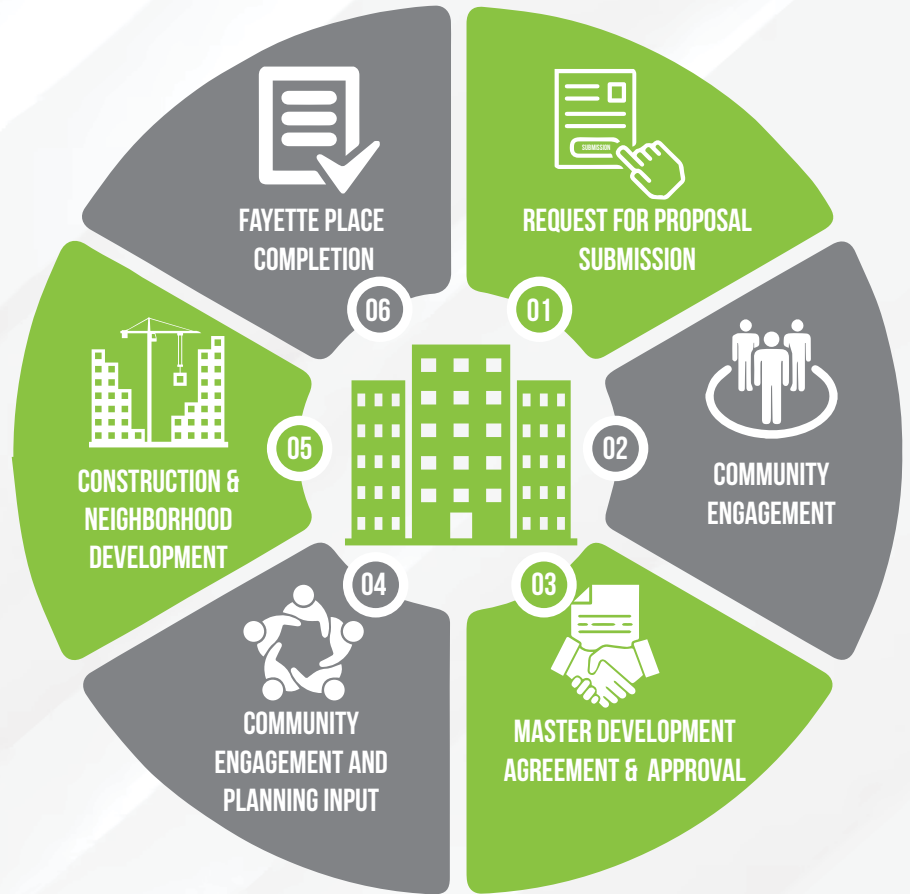 REQUEST FOR PROPOSAL
SUBMISSION
SUBMISSION
01
COMMUNITY
ENGAGEMENT
02
MASTER DEVELOPMENT
AGREEMENT & APPROVAL
03
COMMUNITY
ENGAGEMENT AND
PLANNING INPUT
04
CONSTRUCTION &
NEIGHBORHOOD
DEVELOPMENT
05
FAYETTE PLACE
COMPLETION
06